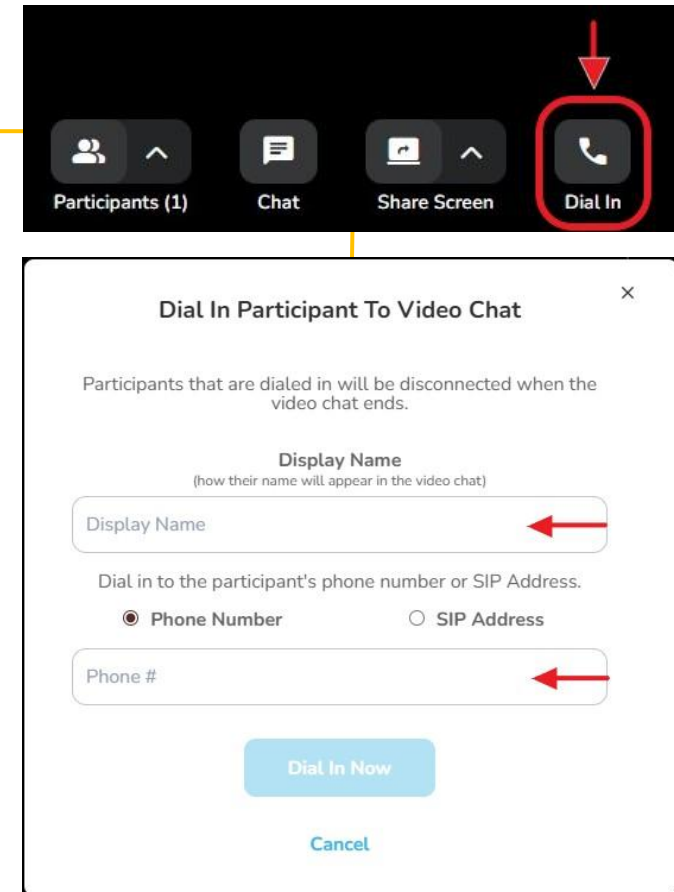 Participants (1) Chat Share Screen Dial In
Dial In Participant To Video Chat
Participants that are dialed in will be disconnected when the
video chat ends.
Display Name
(how their name will appear in the video chat)
Display Name
Dial in to the participant's phone number or SIP Address.
Phone Number SIP Address
Phone #
Dial In Now
Cancel